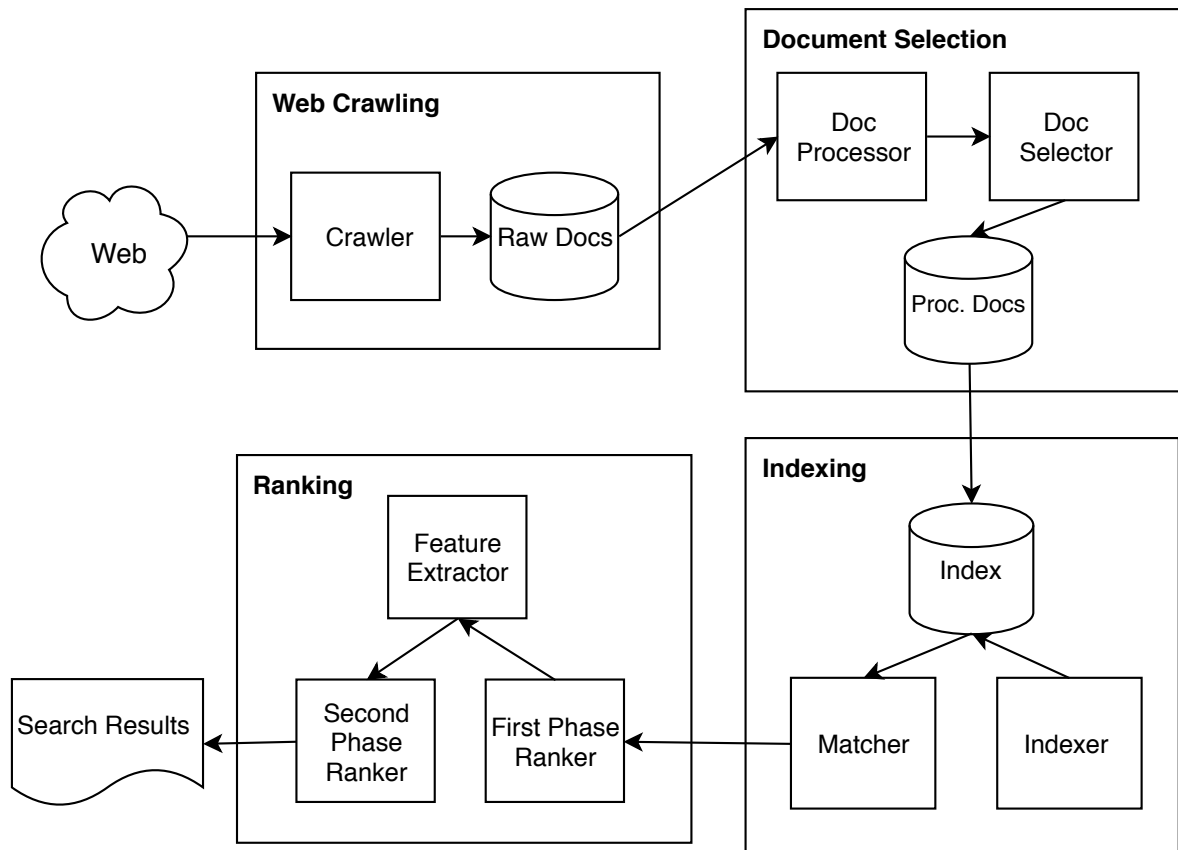 Document Selection
Web Crawling
Doc
Processor
Doc
Selector
Web
Crawler
Raw Docs
Proc. Docs
Ranking
Indexing
Feature
Extractor
Index
Search Results
Second
Phase
Ranker
First Phase
Ranker
Matcher
Indexer